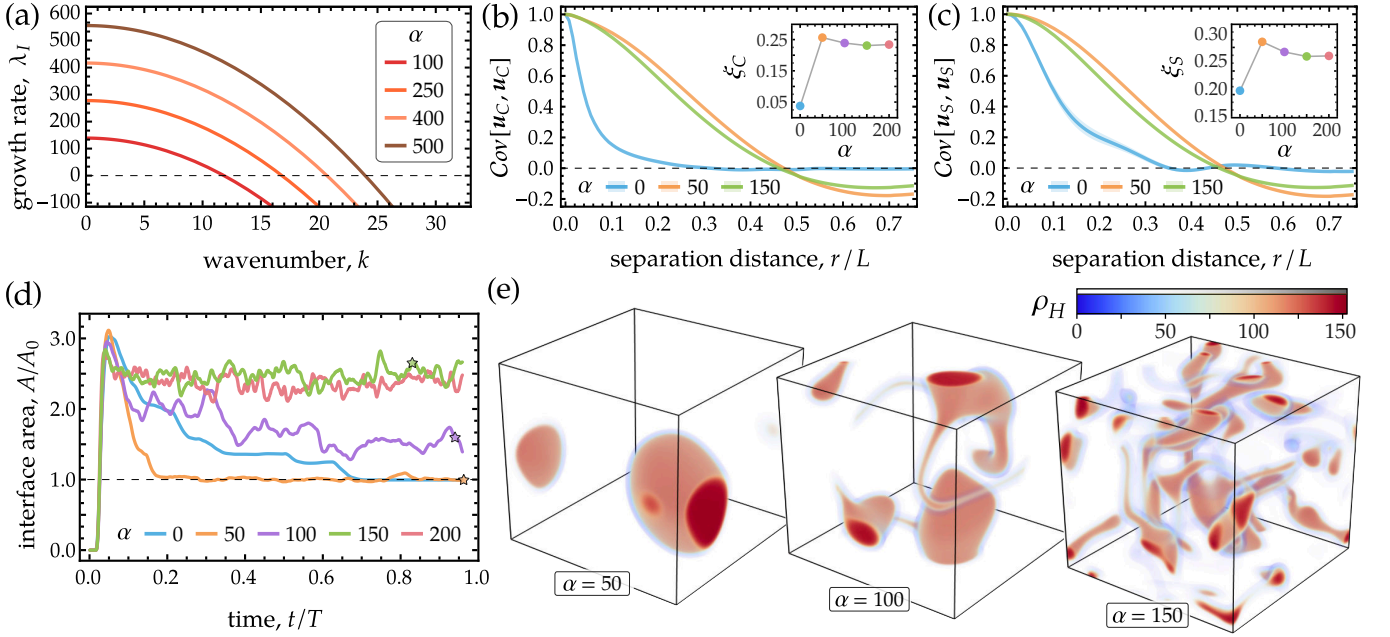 (a)
growth rate, λ_I
600
500
400
300
200
100
0
−100
0 5 10 15 20 25 30
wavenumber, k
α
100
250
400
500
(b)
Cov[u_C, u_C]
1.0
0.8
0.6
0.4
0.2
0.0
−0.2
0.0 0.1 0.2 0.3 0.4 0.5 0.6 0.7
separation distance, r/L
α 0 50 150
ξ_C
0.25
0.15
0.05
0 100 200
α
(c)
Cov[u_S, u_S]
1.0
0.8
0.6
0.4
0.2
0.0
−0.2
0.0 0.1 0.2 0.3 0.4 0.5 0.6 0.7
separation distance, r/L
α 0 50 150
ξ_S
0.30
0.25
0.20
0.15
0 100 200
α
(d)
interface area, A/A_0
3.0
2.0
1.0
0.0
0.0 0.2 0.4 0.6 0.8 1.0
time, t/T
α 0 50 100 150 200
(e)
ρ_H
0 50 100 150
α = 50
α = 100
α = 150